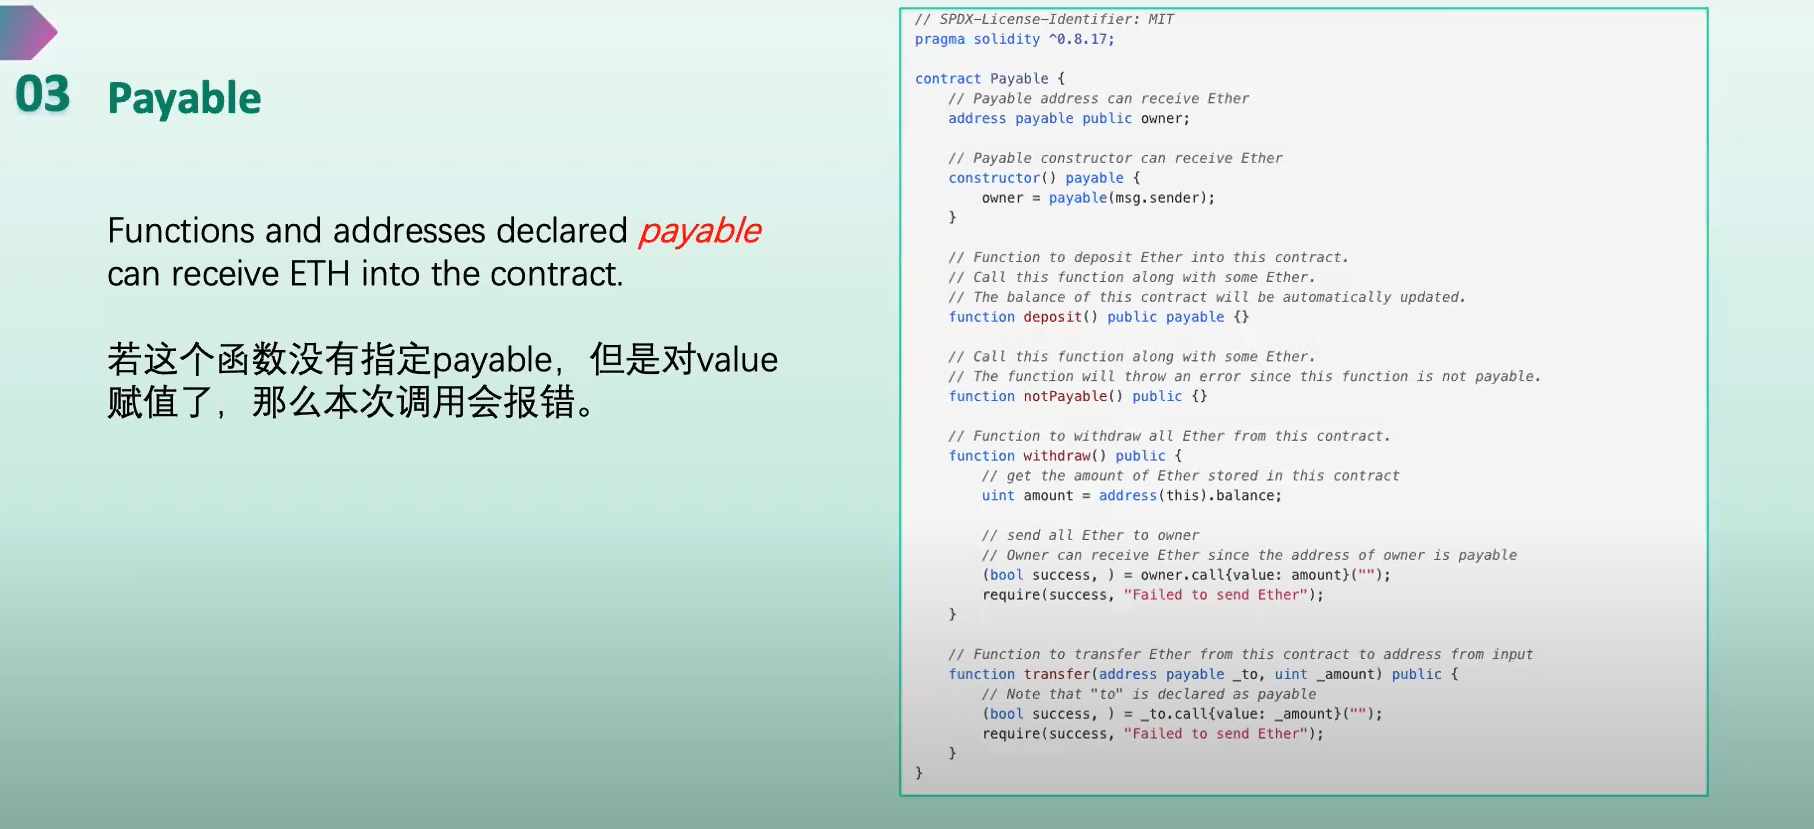 03 Payable
Functions and addresses declared payable
can receive ETH into the contract.
若这个函数没有指定payable，但是对value
赋值了，那么本次调用会报错。
// SPDX-License-Identifier: MIT
pragma solidity ^0.8.17;
contract Payable {
    // Payable address can receive Ether
    address payable public owner;
    // Payable constructor can receive Ether
    constructor() payable {
        owner = payable(msg.sender);
    }
    // Function to deposit Ether into this contract.
    // Call this function along with some Ether.
    // The balance of this contract will be automatically updated.
    function deposit() public payable {}
    // Call this function along with some Ether.
    // The function will throw an error since this function is not payable.
    function notPayable() public {}
    // Function to withdraw all Ether from this contract.
    function withdraw() public {
        // get the amount of Ether stored in this contract
        uint amount = address(this).balance;
        // send all Ether to owner
        // Owner can receive Ether since the address of owner is payable
        (bool success, ) = owner.call{value: amount}("");
        require(success, "Failed to send Ether");
    }
    // Function to transfer Ether from this contract to address from input
    function transfer(address payable _to, uint _amount) public {
        // Note that "to" is declared as payable
        (bool success, ) = _to.call{value: _amount}("");
        require(success, "Failed to send Ether");
    }
}